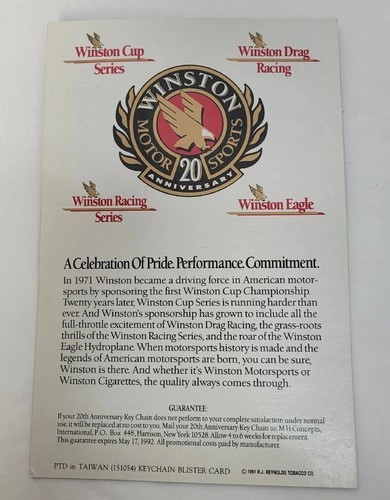 Winston Cup
Series
Winston Drag
Racing
WINSTON
MOTOR SPORTS
20
ANNIVERSARY
Winston Racing
Series
Winston Eagle
A Celebration Of Pride. Performance. Commitment.
In 1971 Winston became a driving force in American motor-
sports by sponsoring the first Winston Cup Championship.
Twenty years later, Winston Cup Series is running harder than
ever. And Winston's sponsorship has grown to include all the
full-throttle excitement of Winston Drag Racing, the grass-roots
thrills of the Winston Racing Series, and the roar of the Winston
Eagle Hydroplane. When motorsports history is made and the
legends of American motorsports are born, you can be sure,
Winston is there. And whether it's Winston Motorsports or
Winston Cigarettes, the quality always comes through.
GUARANTEE:
If your 20th Anniversary Key Chain does not perform to your complete satisfaction under normal
use, it will be replaced at no cost to you. Mail your 20th Anniversary Key Chain to: M H Concepts,
International, P.O. Box 448, Harrison, New York 10528. Allow 4 to 6 weeks for replacement.
This guarantee expires May 17, 1992. All promotional costs paid by manufacturer.
PTD in TAIWAN (151054) KEYCHAIN BLISTER CARD © 1991 R.J. REYNOLDS TOBACCO CO.